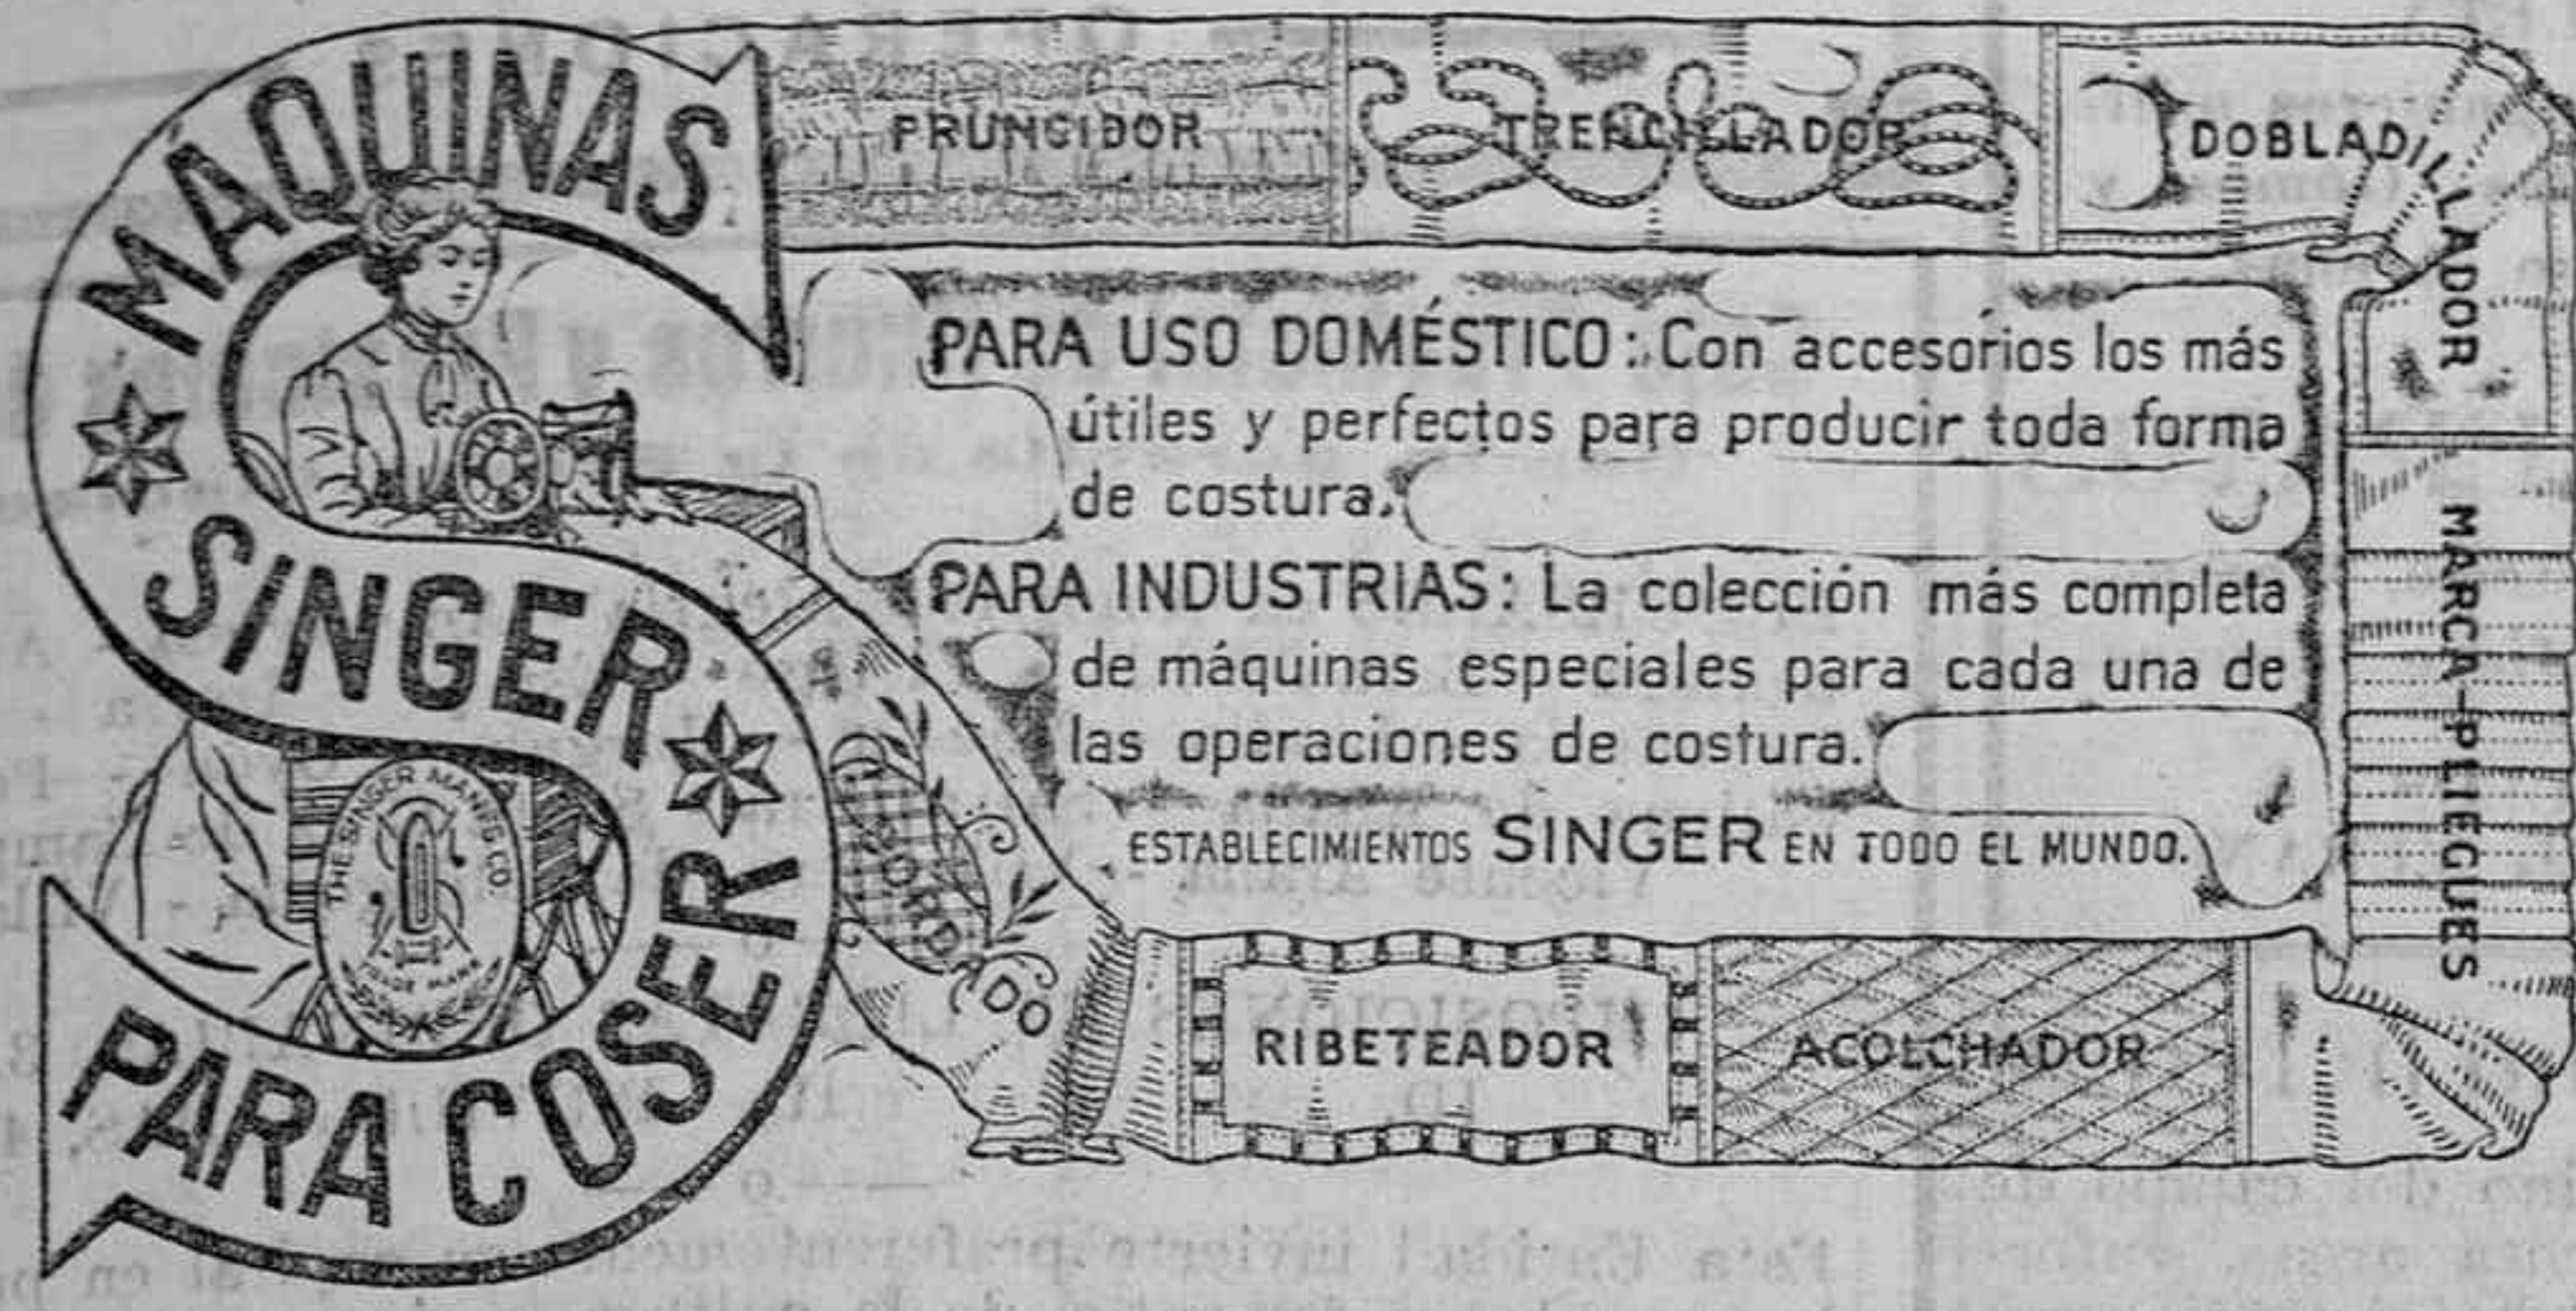 MÁQUINAS
SINGER
PARA COSER
THE SINGER MANFG. CO.
TRADE MARK
FRUNCIDOR
TRENCILLADOR
DOBLADILLADOR
MARCA-PLIEGUES
PARA USO DOMÉSTICO: Con accesorios los más
útiles y perfectos para producir toda forma
de costura.
PARA INDUSTRIAS: La colección más completa
de máquinas especiales para cada una de
las operaciones de costura.
ESTABLECIMIENTOS SINGER EN TODO EL MUNDO.
BORDADO
RIBETEADOR
ACOLCHADOR